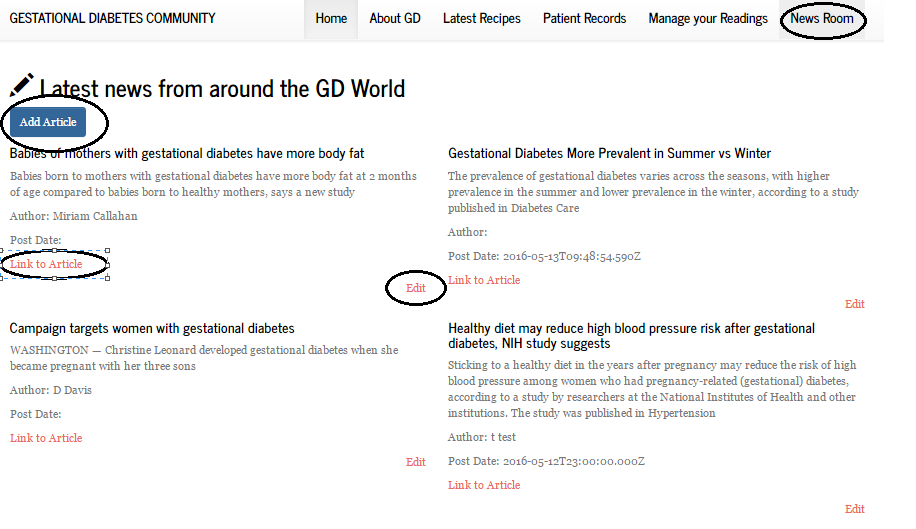 GESTATIONAL DIABETES COMMUNITY Home About GD Latest Recipes Patient Records Manage your Readings News Room
Latest news from around the GD World
Add Article
Babies of mothers with gestational diabetes have more body fat
Babies born to mothers with gestational diabetes have more body fat at 2 months
of age compared to babies born to healthy mothers, says a new study
Author: Miriam Callahan
Post Date:
Link to Article
Edit
Gestational Diabetes More Prevalent in Summer vs Winter
The prevalence of gestational diabetes varies across the seasons, with higher
prevalence in the summer and lower prevalence in the winter, according to a study
published in Diabetes Care
Author:
Post Date: 2016-05-13T09:48:54.590Z
Link to Article
Edit
Campaign targets women with gestational diabetes
WASHINGTON — Christine Leonard developed gestational diabetes when she
became pregnant with her three sons
Author: D Davis
Post Date:
Link to Article
Edit
Healthy diet may reduce high blood pressure risk after gestational
diabetes, NIH study suggests
Sticking to a healthy diet in the years after pregnancy may reduce the risk of high
blood pressure among women who had pregnancy-related (gestational) diabetes,
according to a study by researchers at the National Institutes of Health and other
institutions. The study was published in Hypertension
Author: t test
Post Date: 2016-05-12T23:00:00.000Z
Link to Article
Edit